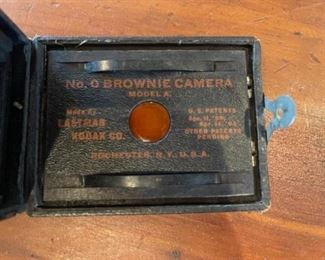 No. 0 BROWNIE CAMERA
MODEL A.
Made By
EASTMAN
KODAK CO.
U.S. PATENTS
OTHER PATENTS
PENDING
ROCHESTER, N.Y., U.S.A.